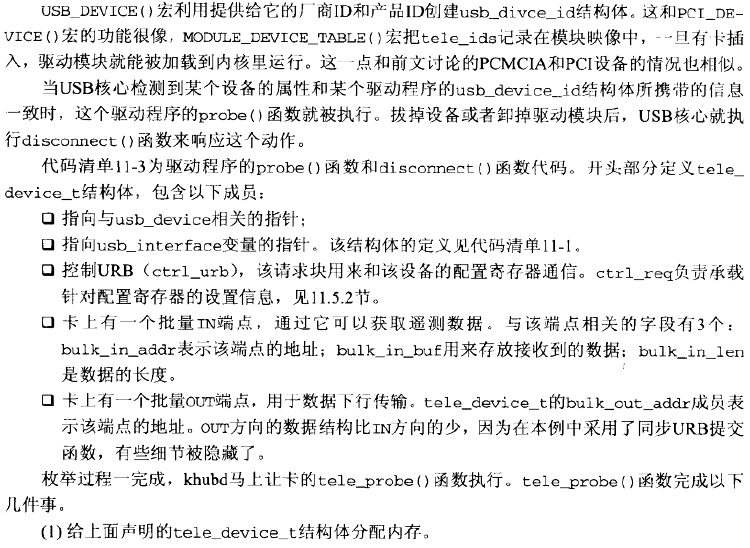 USB_DEVICE()宏利用提供给它的厂商ID和产品ID创建usb_divce_id结构体。这和PCI_DE-
VICE()宏的功能很像，MODULE_DEVICE_TABLE()宏把tele_ids记录在模块映像中，一旦有卡插
入，驱动模块就能被加载到内核里运行。这一点和前文讨论的PCMCIA和PCI设备的情况也相似。
当USB核心检测到某个设备的属性和某个驱动程序的usb_device_id结构体所携带的信息
一致时，这个驱动程序的probe()函数就被执行。拔掉设备或者卸掉驱动模块后，USB核心就执
行disconnect()函数来响应这个动作。
代码清单11-3为驱动程序的probe()函数和disconnect()函数代码。开头部分定义tele_
device_t结构体，包含以下成员：
❑ 指向与usb_device相关的指针；
❑ 指向usb_interface变量的指针。该结构体的定义见代码清单11-1。
❑ 控制URB（ctrl_urb），该请求块用来和该设备的配置寄存器通信。ctrl_req负责承载
针对配置寄存器的设置信息，见11.5.2节。
❑ 卡上有一个批量IN端点，通过它可以获取遥测数据。与该端点相关的字段有3个：
bulk_in_addr表示该端点的地址；bulk_in_buf用来存放接收到的数据；bulk_in_len
是数据的长度。
❑ 卡上有一个批量OUT端点，用于数据下行传输。tele_device_t的bulk_out_addr成员表
示该端点的地址。OUT方向的数据结构比IN方向的少，因为在本例中采用了同步URB提交
函数，有些细节被隐藏了。
枚举过程一完成，khubd马上让卡的tele_probe()函数执行。tele_probe()函数完成以下
几件事。
(1) 给上面声明的tele_device_t结构体分配内存。